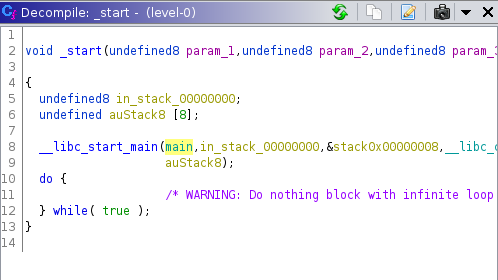 Decompile: _start - (level-0)
1
2 void _start(undefined8 param_1,undefined8 param_2,undefined8 param_3
3
4 {
5 undefined8 in_stack_00000000;
6 undefined auStack8 [8];
7
8 __libc_start_main(main,in_stack_00000000,&stack0x00000008,__libc_c
9 auStack8);
10 do {
11 /* WARNING: Do nothing block with infinite loop
12 } while( true );
13 }
14